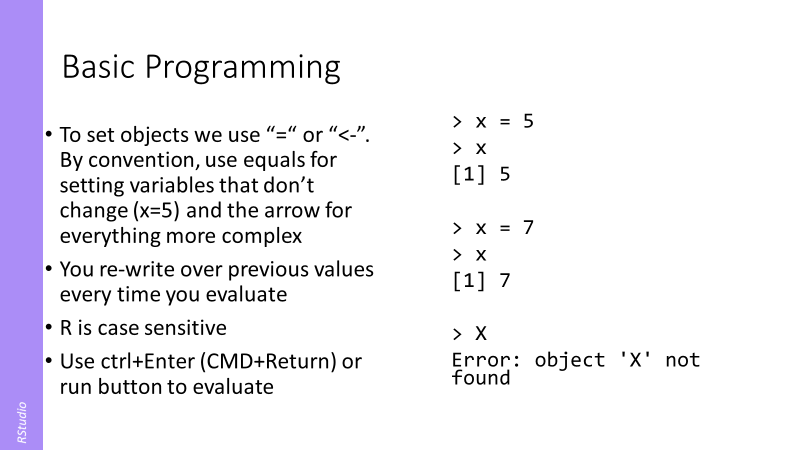 Basic Programming
• To set objects we use “=“ or “<-”.
By convention, use equals for
setting variables that don’t
change (x=5) and the arrow for
everything more complex
• You re-write over previous values
every time you evaluate
• R is case sensitive
• Use ctrl+Enter (CMD+Return) or
run button to evaluate
> x = 5
> x
[1] 5
> x = 7
> x
[1] 7
> X
Error: object 'X' not
found
RStudio